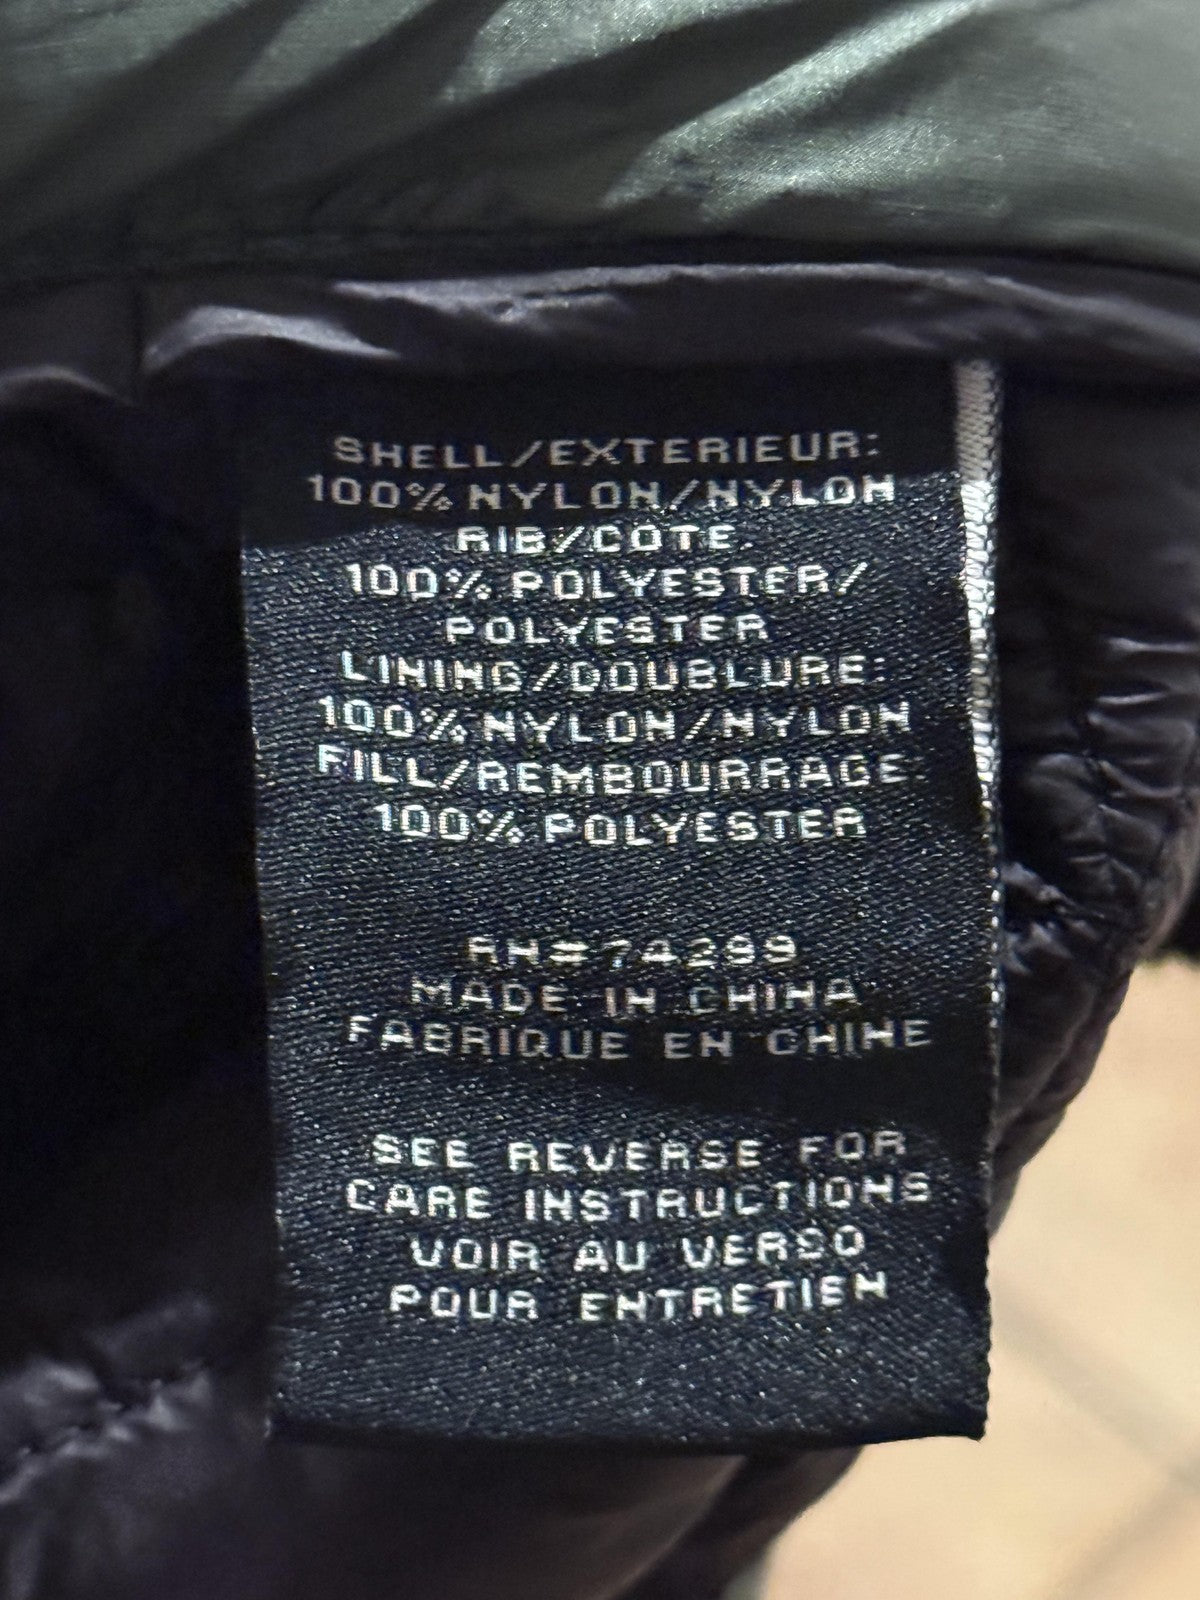 SHELL/EXTERIEUR:
100% NYLON/NYLON
RIB/COTE:
100% POLYESTER/
POLYESTER
LINING/DOUBLURE:
100% NYLON/NYLON
FILL/REMBOURRAGE:
100% POLYESTER
RN#74299
MADE IN CHINA
FABRIQUE EN CHINE
SEE REVERSE FOR
CARE INSTRUCTIONS
VOIR AU VERSO
POUR ENTRETIEN